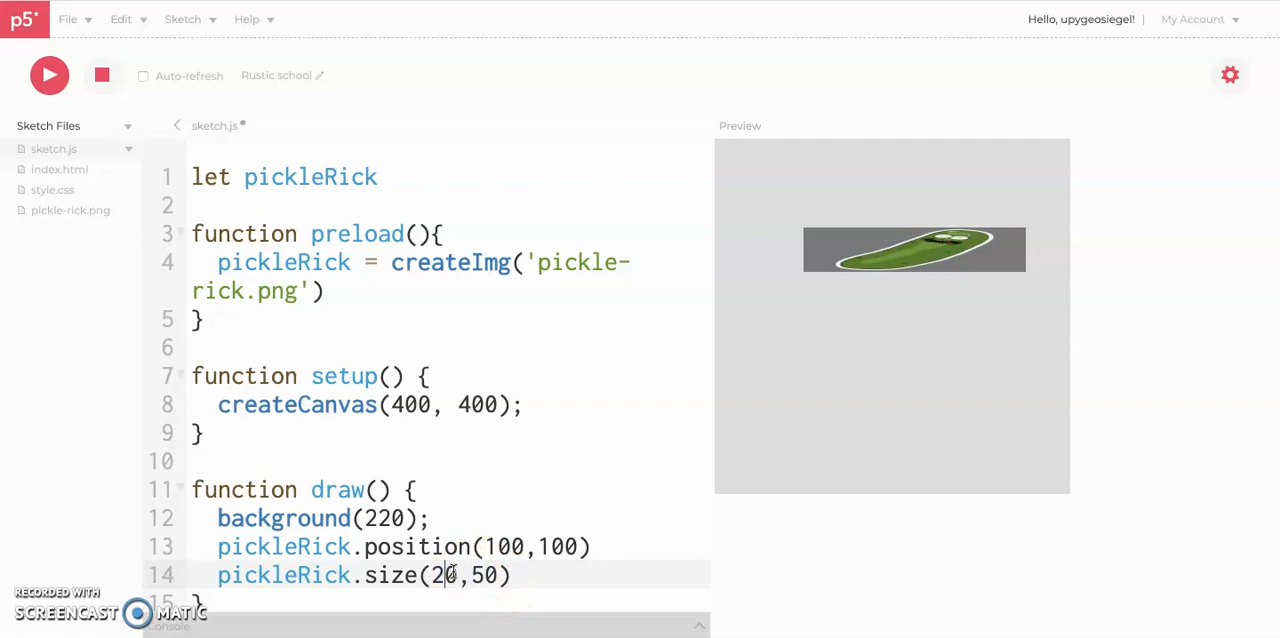 p5* File Edit Sketch Help Hello, upygeosiegel! | My Account
Auto-refresh Rustic school
Sketch Files sketch.js Preview
sketch.js
index.html
style.css
pickle-rick.png
1 let pickleRick
2
3 function preload(){
4 pickleRick = createImg('pickle-
rick.png')
5 }
6
7 function setup() {
8 createCanvas(400, 400);
9 }
10
11 function draw() {
12 background(220);
13 pickleRick.position(100,100)
14 pickleRick.size(20,50)
15 }
RECORDED WITH
SCREENCAST MATIC
Console